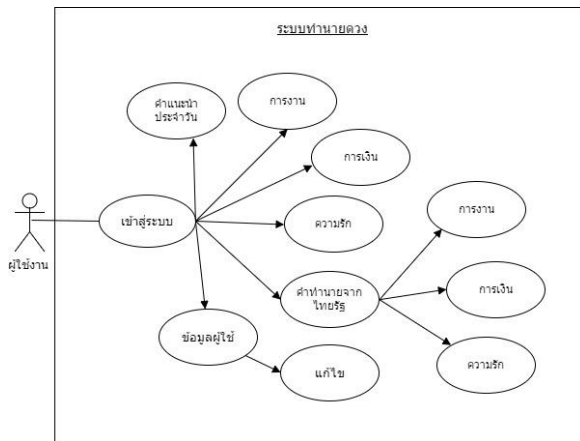 ระบบทำนายดวง
คำแนะนำ
ประจำวัน
การงาน
การเงิน
เข้าสู่ระบบ
ความรัก
การงาน
ผู้ใช้งาน
คำทำนายจาก
ไทยรัฐ
การเงิน
ข้อมูลผู้ใช้
แก้ไข
ความรัก